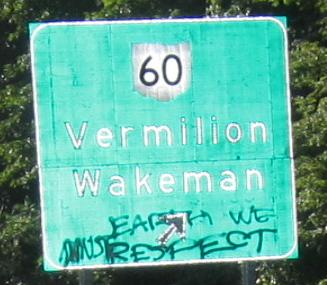 60
Vermilion
Wakeman
EARTH WE
MUST RESPECT